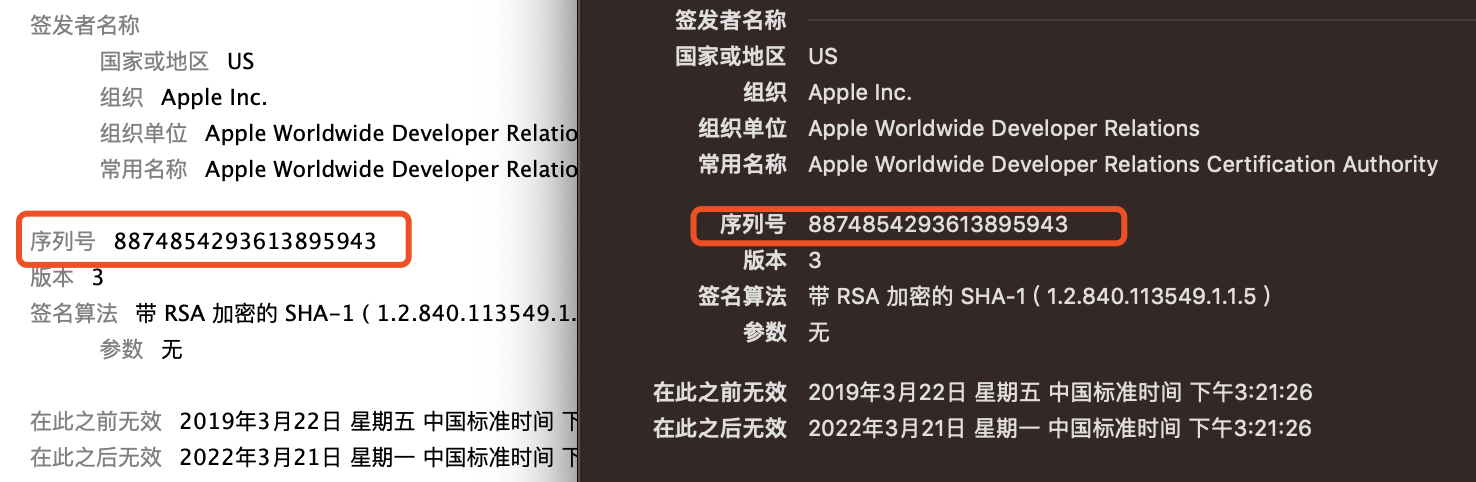 签发者名称
国家或地区 US
组织 Apple Inc.
组织单位 Apple Worldwide Developer Relatio
常用名称 Apple Worldwide Developer Relatio
序列号 8874854293613895943
版本 3
签名算法 带 RSA 加密的 SHA-1 ( 1.2.840.113549.1.
参数 无
在此之前无效 2019年3月22日 星期五 中国标准时间 下
在此之后无效 2022年3月21日 星期一 中国标准时间 下
签发者名称
国家或地区 US
组织 Apple Inc.
组织单位 Apple Worldwide Developer Relations
常用名称 Apple Worldwide Developer Relations Certification Authority
序列号 8874854293613895943
版本 3
签名算法 带 RSA 加密的 SHA-1 ( 1.2.840.113549.1.1.5 )
参数 无
在此之前无效 2019年3月22日 星期五 中国标准时间 下午3:21:26
在此之后无效 2022年3月21日 星期一 中国标准时间 下午3:21:26